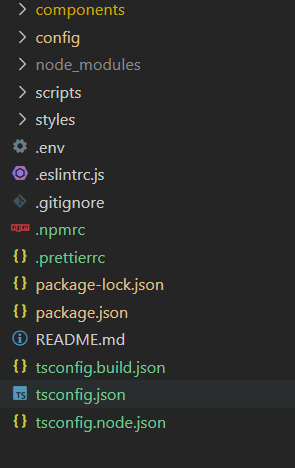 components
config
node_modules
scripts
styles
.env
.eslintrc.js
.gitignore
.npmrc
.prettierrc
package-lock.json
package.json
README.md
tsconfig.build.json
tsconfig.json
tsconfig.node.json